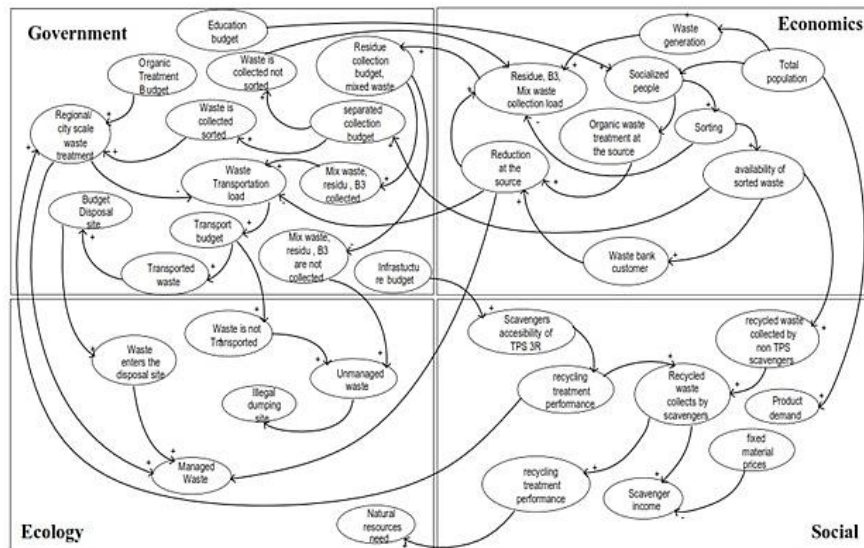 Government
Economics
Education
budget
Waste is
collected not
sorted
Residue
collection
budget,
mixed waste
Organic
Treatment
Budget
Regional/
city scale
waste
treatment
Waste is
collected
sorted
separated
collection
budget
Waste
Transportation
load
Mix waste,
residu , B3
collected
Budget
Disposal
site
Transport
budget
Transported
waste
Mix waste,
residu , B3
are not
collected
Infrastuctu
re budget
Waste
generation
Total
population
Residue, B3,
Mix waste
collection load
Socialized
people
Sorting
Organic waste
treatment at
the source
Reduction
at the
source
availability of
sorted waste
Waste bank
customer
Waste is not
Transported
Waste
enters the
disposal site
Unmanaged
waste
Illegal
dumping
site
Managed
Waste
Natural
resources
need
Ecology
Scavengers
accesibility of
TPS 3R
recycled waste
collected by
non TPS
scavengers
recycling
treatment
performance
Recycled
waste
collects by
scavengers
Product
demand
fixed
material
prices
recycling
treatment
performance
Scavenger
income
Social